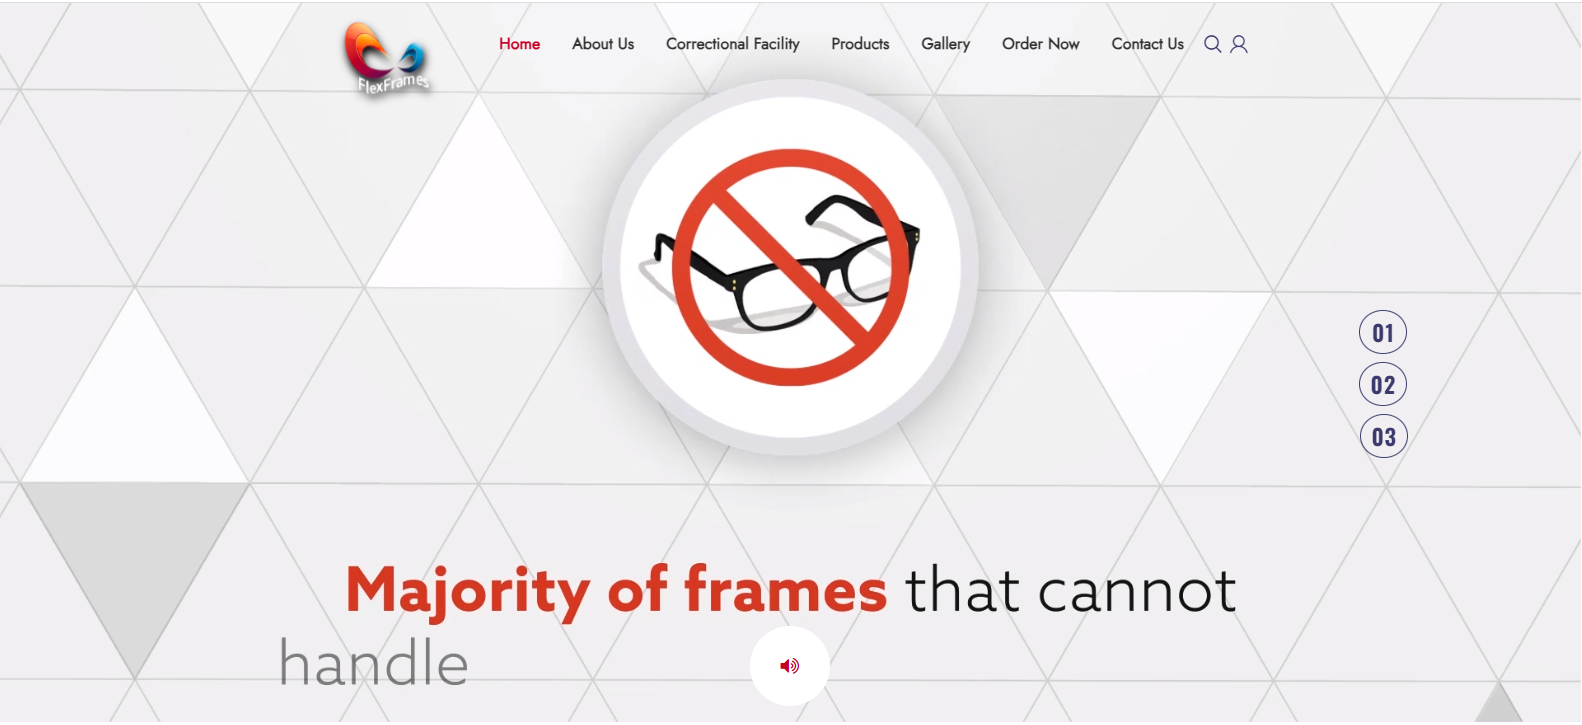 FlexFrames
Home About Us Correctional Facility Products Gallery Order Now Contact Us
01
02
03
Majority of frames that cannot
handle